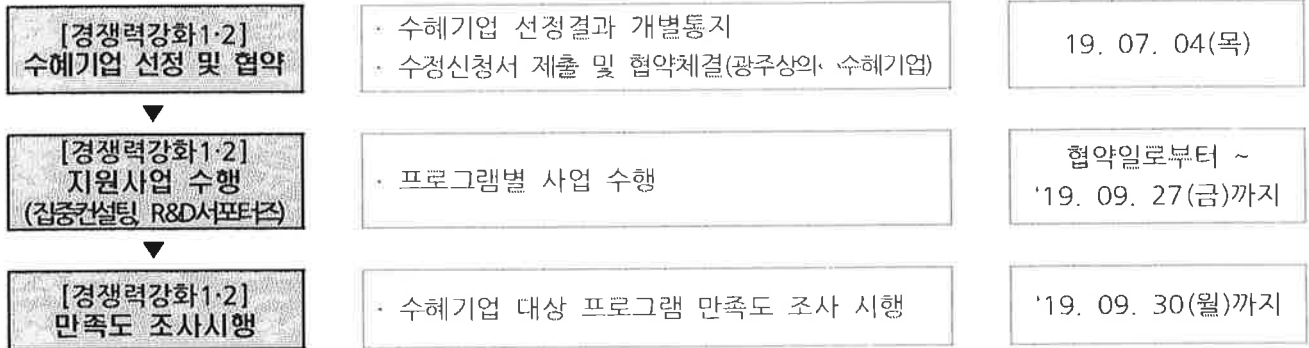 [경쟁력강화1·2]
수혜기업 선정 및 협약
· 수혜기업 선정결과 개별통지
· 수정신청서 제출 및 협약체결(광주상의, 수혜기업)
19. 07. 04(목)
▼
[경쟁력강화1·2]
지원사업 수행
(집중컨설팅, R&D서포터즈)
· 프로그램별 사업 수행
협약일로부터 ~
'19. 09. 27(금)까지
▼
[경쟁력강화1·2]
만족도 조사시행
· 수혜기업 대상 프로그램 만족도 조사 시행
'19. 09. 30(월)까지